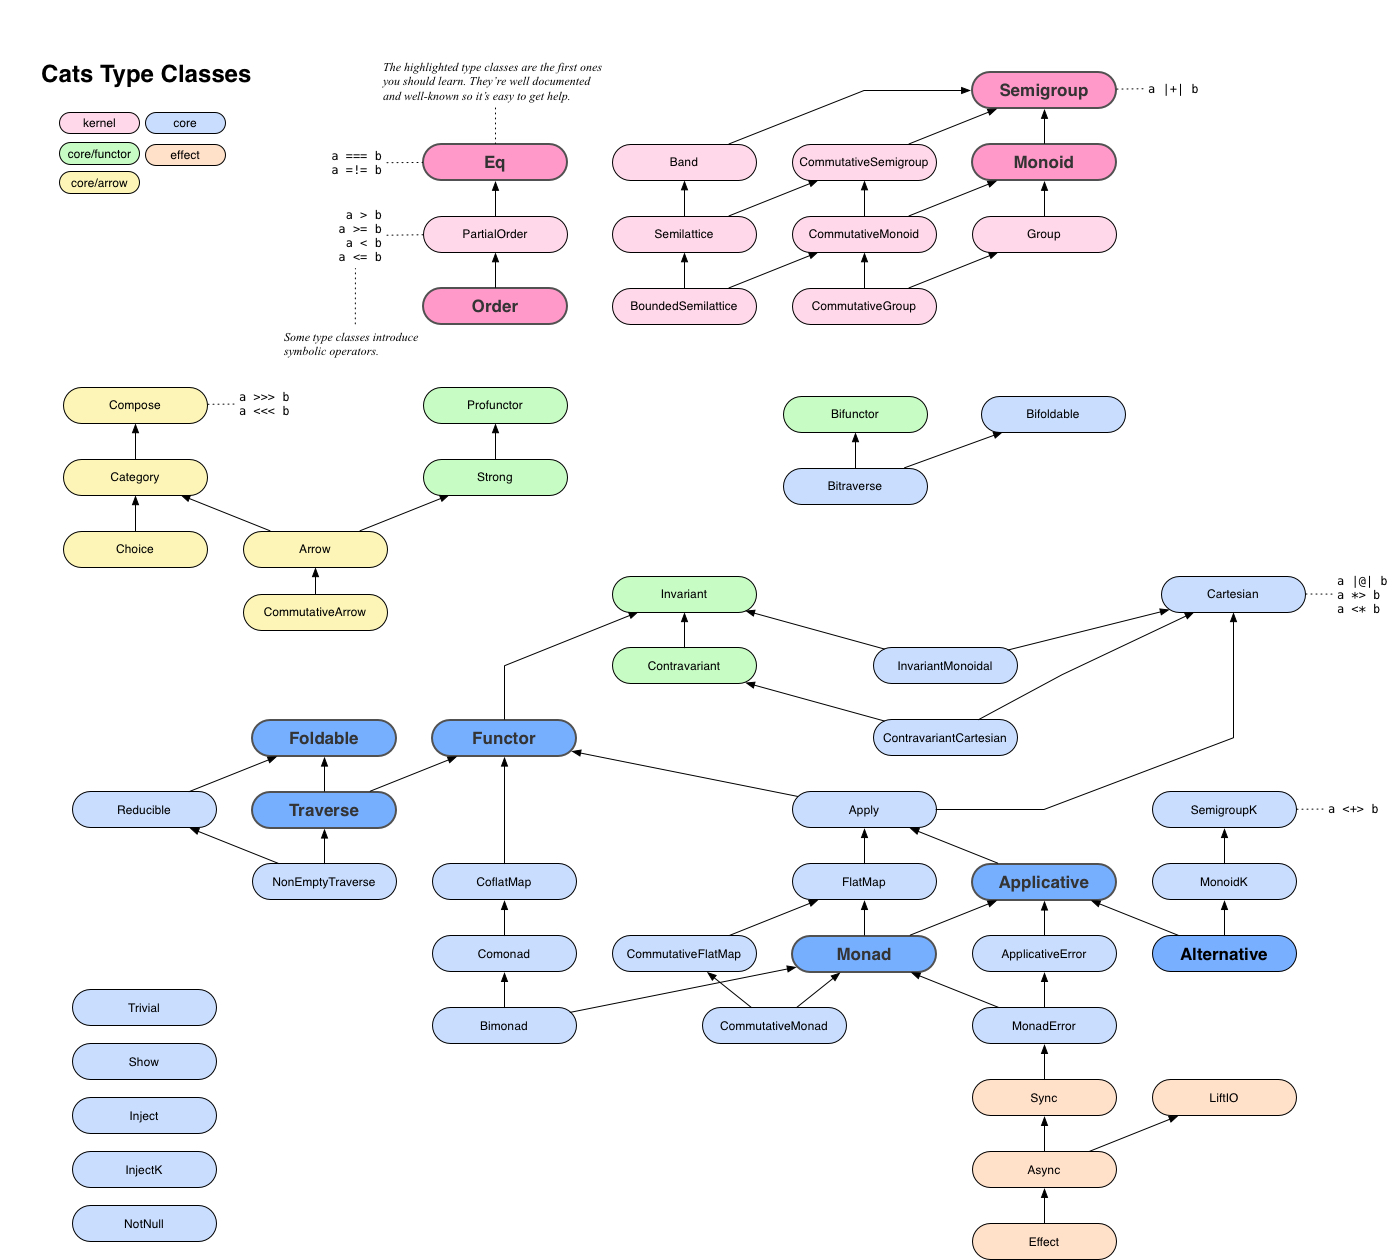 Cats Type Classes
kernel
core
core/functor
effect
core/arrow
The highlighted type classes are the first ones
you should learn. They're well documented
and well-known so it's easy to get help.
Semigroup
a |+| b
a === b
a =!= b
Eq
Band
CommutativeSemigroup
Monoid
a > b
a >= b
a < b
a <= b
PartialOrder
Semilattice
CommutativeMonoid
Group
Order
BoundedSemilattice
CommutativeGroup
Some type classes introduce
symbolic operators.
Compose
a >>> b
a <<< b
Profunctor
Bifunctor
Bifoldable
Category
Strong
Bitraverse
Choice
Arrow
CommutativeArrow
Invariant
Cartesian
a |@| b
a *> b
a <* b
Contravariant
InvariantMonoidal
Foldable
Functor
ContravariantCartesian
Reducible
Traverse
Apply
SemigroupK
a <+> b
NonEmptyTraverse
CoflatMap
FlatMap
Applicative
MonoidK
Comonad
CommutativeFlatMap
Monad
ApplicativeError
Alternative
Trivial
Bimonad
CommutativeMonad
MonadError
Show
Sync
LiftIO
Inject
InjectK
Async
NotNull
Effect